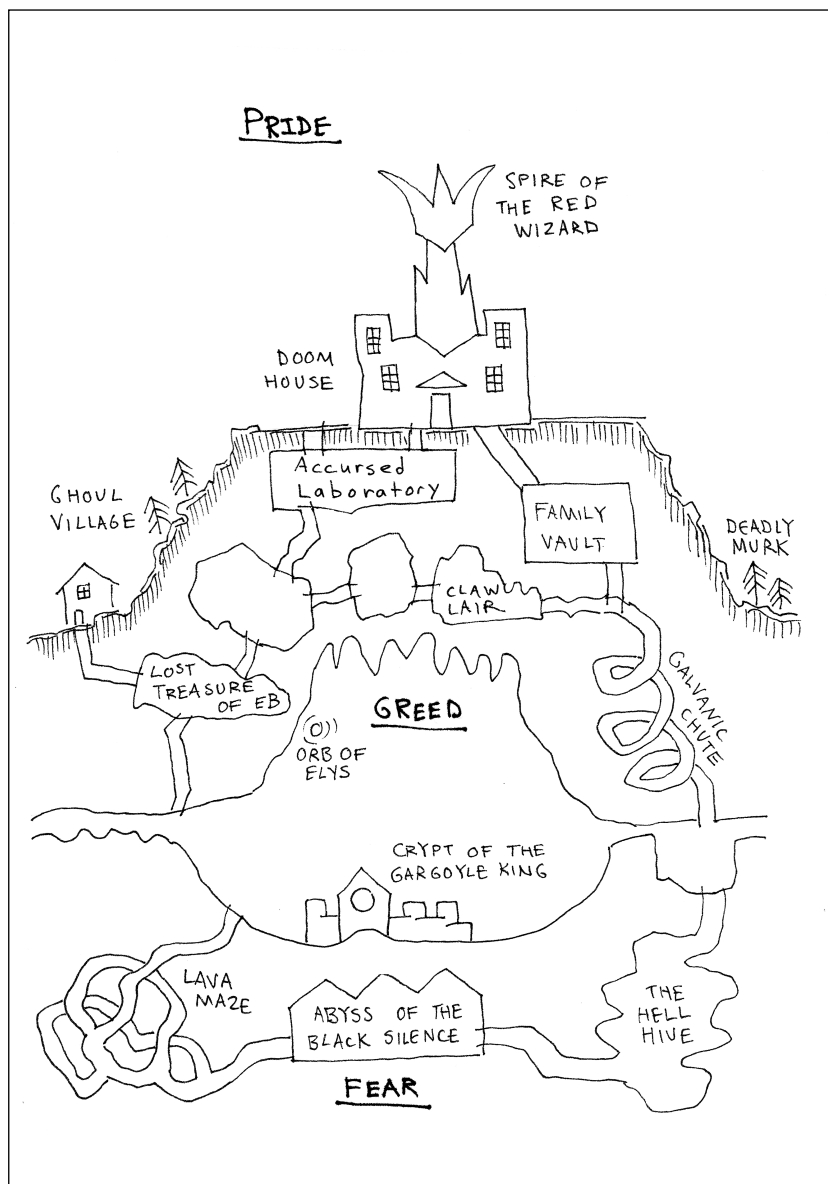 PRIDE
SPIRE OF
THE RED
WIZARD
DOOM
HOUSE
Accursed
Laboratory
GHOUL
VILLAGE
FAMILY
VAULT
DEADLY
MURK
CLAW
LAIR
LOST
TREASURE
OF EB
GALVANIC
CHUTE
GREED
ORB OF
ELYS
CRYPT OF THE
GARGOYLE KING
LAVA
MAZE
ABYSS OF THE
BLACK SILENCE
THE
HELL
HIVE
FEAR